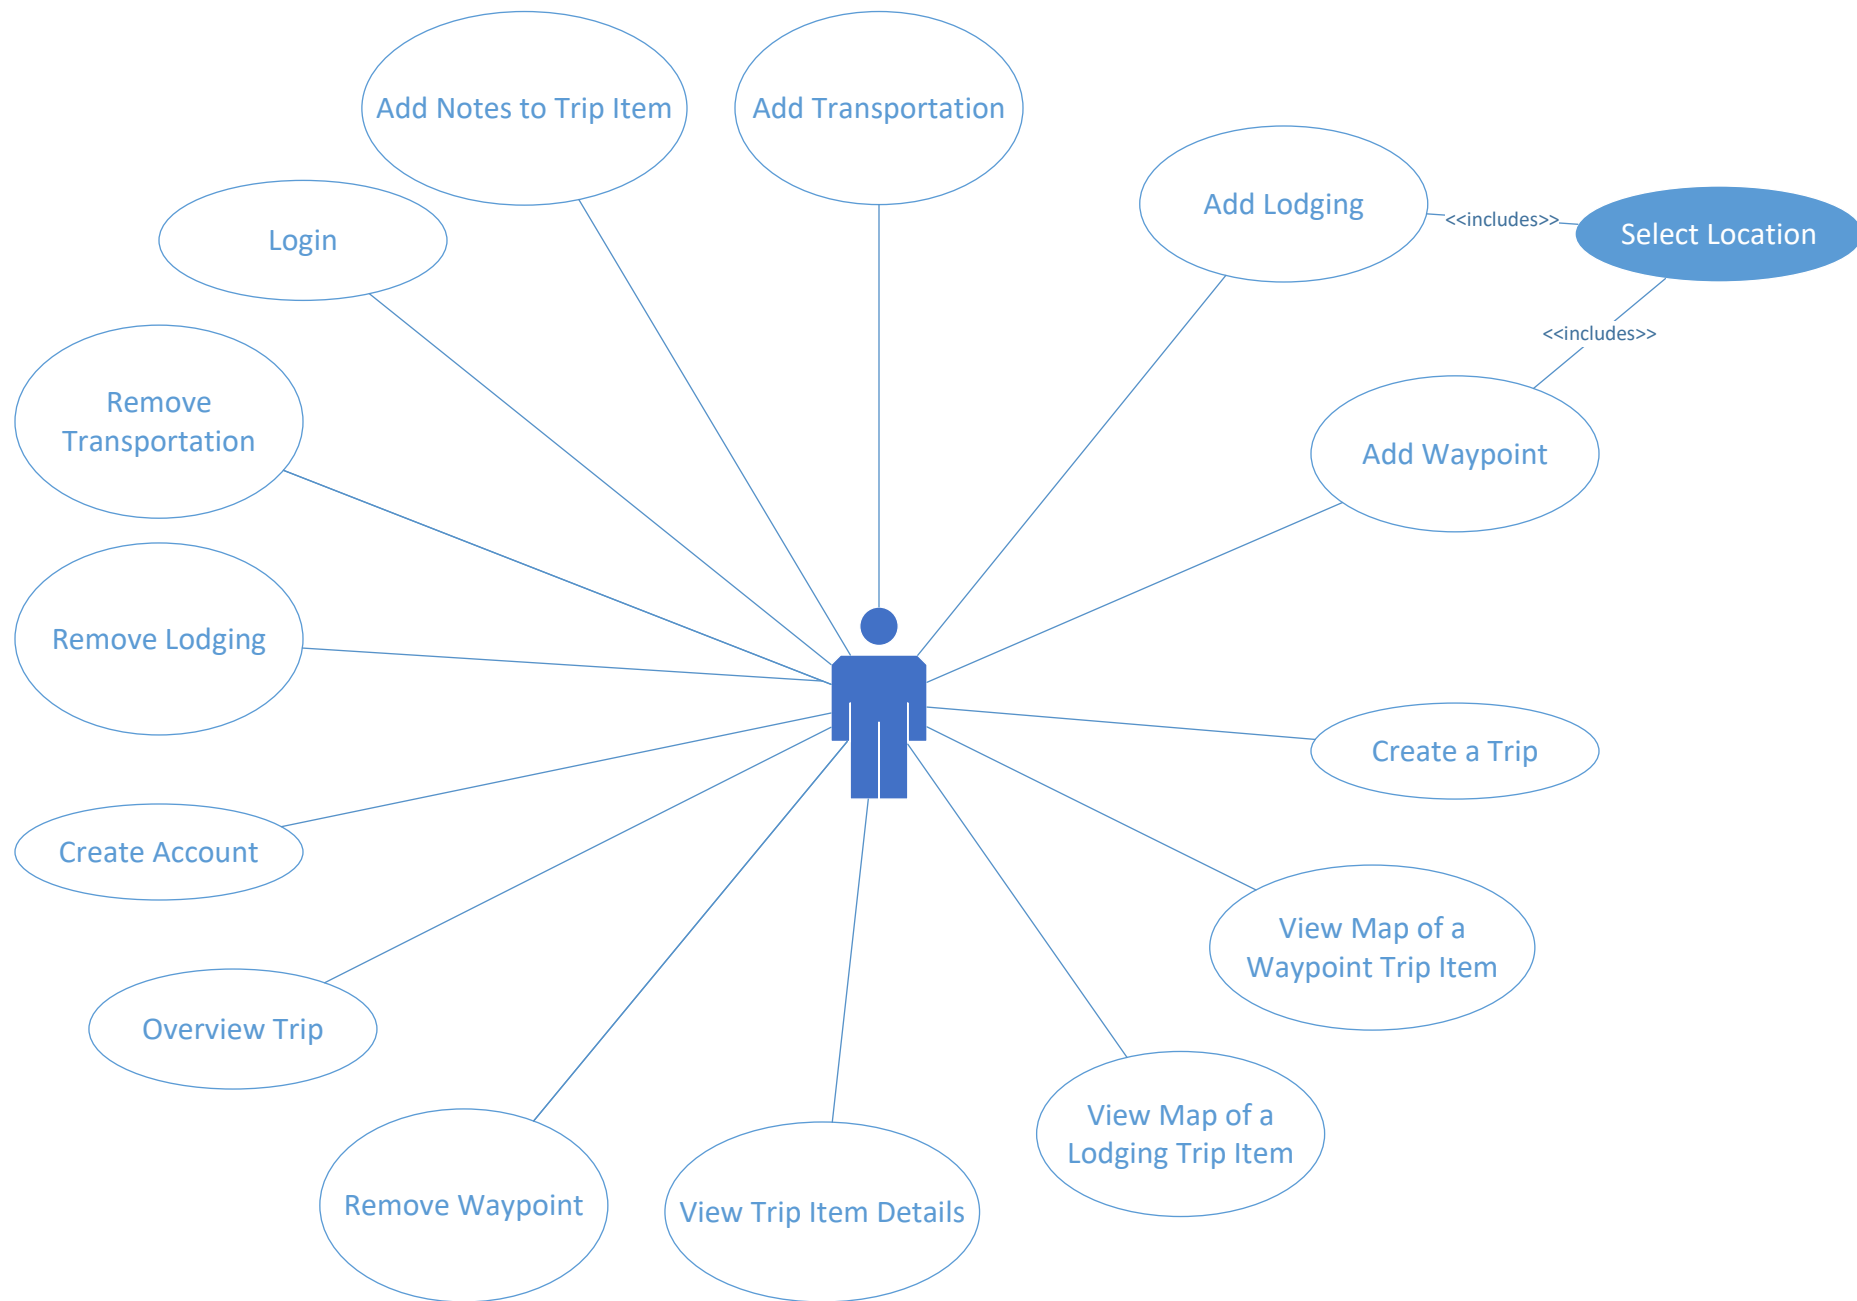 Add Notes to Trip Item
Add Transportation
Add Lodging
<<includes>>
Select Location
Login
<<includes>>
Remove
Transportation
Add Waypoint
Remove Lodging
Create a Trip
Create Account
View Map of a
Waypoint Trip Item
Overview Trip
View Map of a
Lodging Trip Item
Remove Waypoint
View Trip Item Details